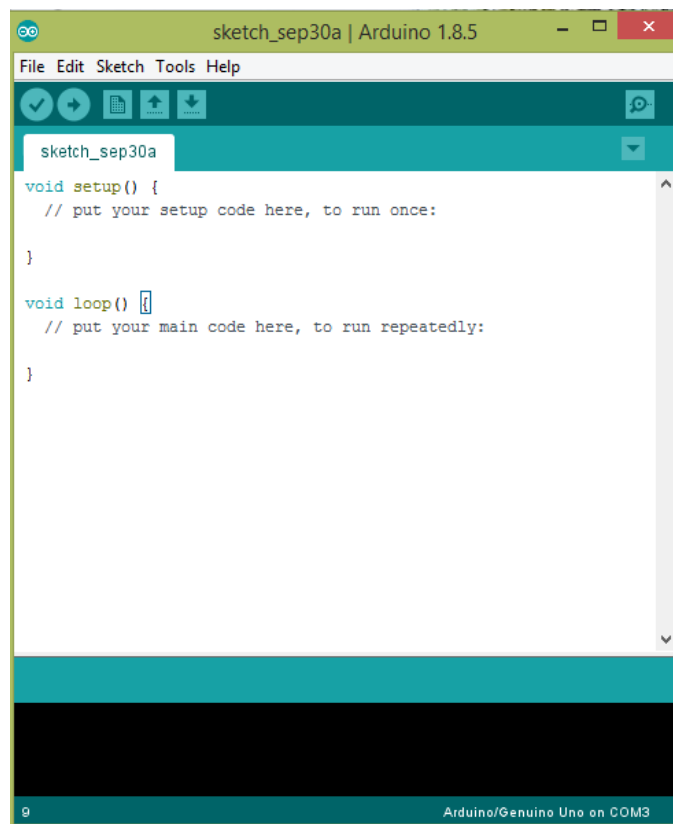 sketch_sep30a | Arduino 1.8.5
File Edit Sketch Tools Help
sketch_sep30a
void setup() {
  // put your setup code here, to run once:
}
void loop() {
  // put your main code here, to run repeatedly:
}
9
Arduino/Genuino Uno on COM3